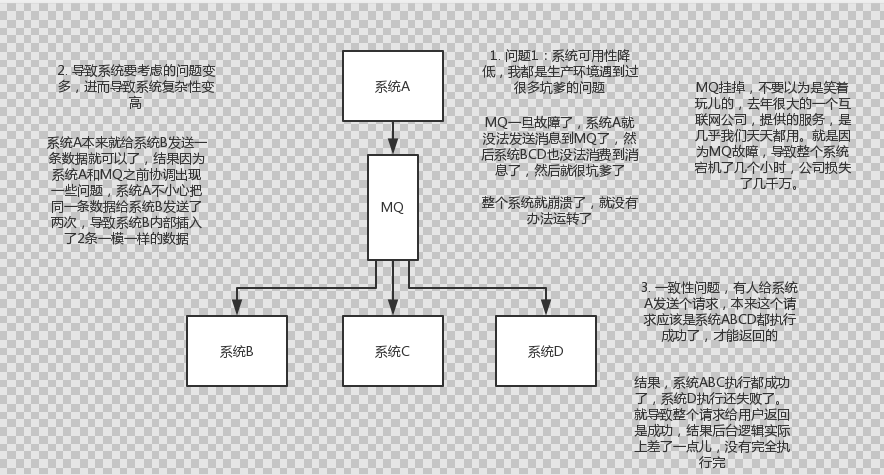 2. 导致系统要考虑的问题变
多，进而导致系统复杂性变
高
系统A本来就给系统B发送一
条数据就可以了，结果因为
系统A和MQ之前协调出现
一些问题，系统A不小心把
同一条数据给系统B发送了
两次，导致系统B内部插入
了2条一模一样的数据
系统A
MQ
系统B
系统C
系统D
1. 问题1：系统可用性降
低，我都是生产环境遇到过
很多坑爹的问题
MQ一旦故障了，系统A就
没法发送消息到MQ了，然
后系统BCD也没法消费到消
息了，然后就很坑爹了
整个系统就崩溃了，就没有
办法运转了
MQ挂掉，不要以为是笑着
玩儿的，去年很大的一个互
联网公司，提供的服务，是
几乎我们天天都用。就是因
为MQ故障，导致整个系统
宕机了几个小时，公司损失
了几千万。
3. 一致性问题，有人给系统
A发送个请求，本来这个请
求应该是系统ABCD都执行
成功了，才能返回的
结果，系统ABC执行都成功
了，系统D执行还失败了。
就导致整个请求给用户返回
是成功，结果后台逻辑实际
上差了一点儿，没有完全执
行完